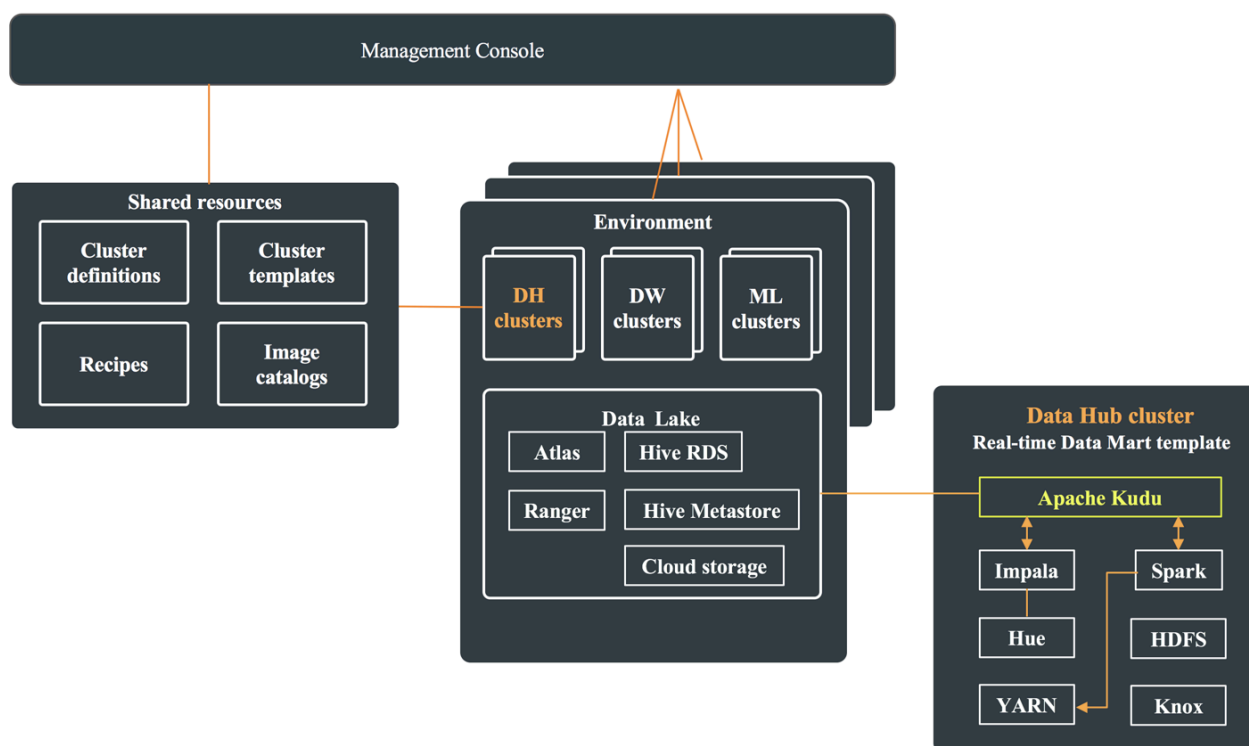 Management Console
Shared resources
Cluster
definitions
Cluster
templates
Recipes
Image
catalogs
Environment
DH
clusters
DW
clusters
ML
clusters
Data Lake
Atlas
Hive RDS
Ranger
Hive Metastore
Cloud storage
Data Hub cluster
Real-time Data Mart template
Apache Kudu
Impala
Spark
Hue
HDFS
YARN
Knox